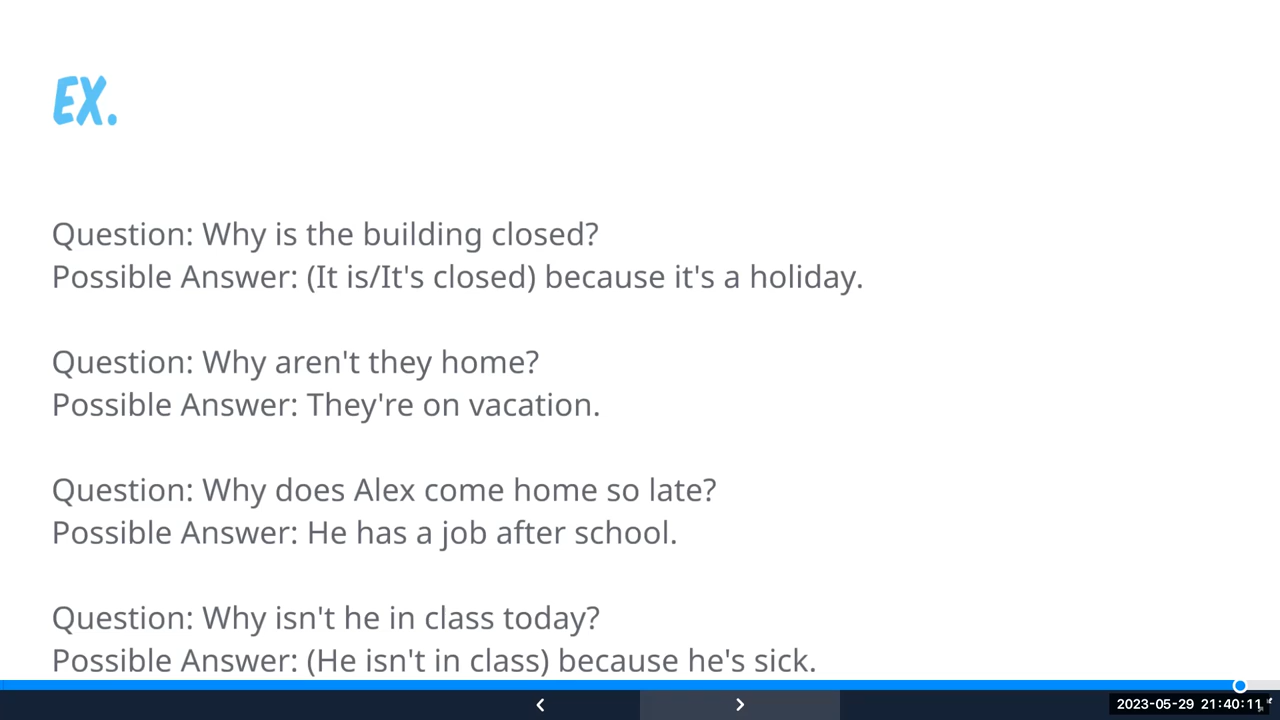 EX.
Question: Why is the building closed?
Possible Answer: (It is/It's closed) because it's a holiday.
Question: Why aren't they home?
Possible Answer: They're on vacation.
Question: Why does Alex come home so late?
Possible Answer: He has a job after school.
Question: Why isn't he in class today?
Possible Answer: (He isn't in class) because he's sick.
2023-05-29 21:40:11